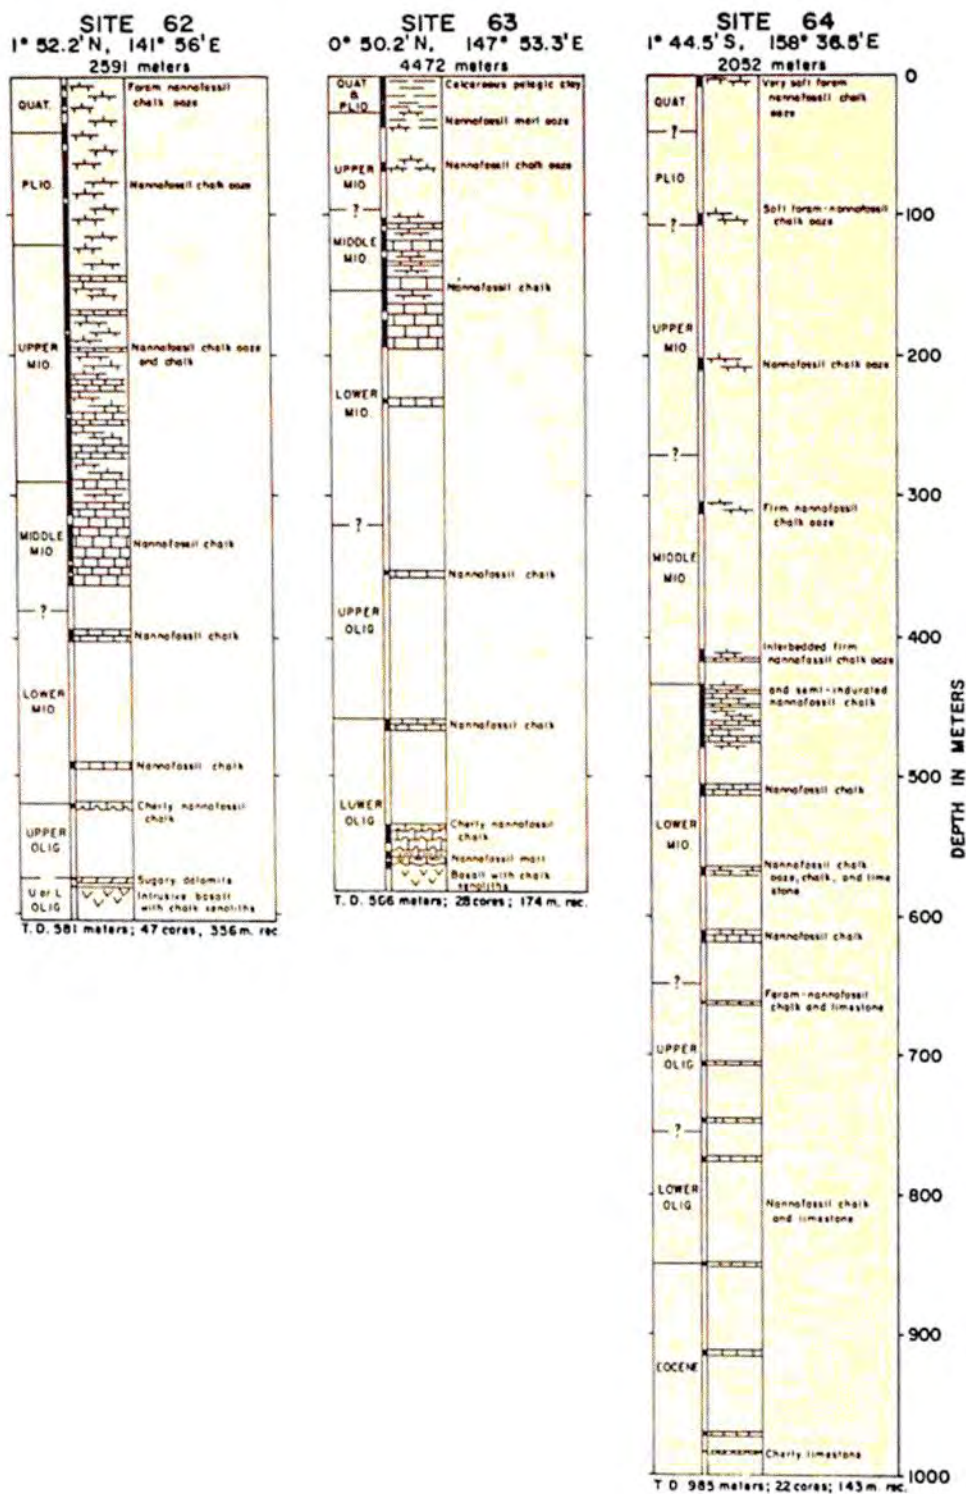 SITE 62
1° 52.2' N, 141° 56' E
2591 meters
QUAT.
PLIO.
UPPER
MIO.
MIDDLE
MIO
?
LOWER
MIO
UPPER
OLIG
U or L
OLIG
Foram nannofossil
chalk ooze
Nannofossil chalk ooze
Nannofossil chalk ooze
and chalk
Nannofossil chalk
Nannofossil chalk
Nannofossil chalk
Cherty nannofossil
chalk
Sugary dolomite
Intrusive basalt
with chalk xenoliths
T. D. 581 meters; 47 cores, 356 m. rec.
SITE 63
0° 50.2' N, 147° 53.3' E
4472 meters
QUAT.
&
PLIO
UPPER
MIO.
?
MIDDLE
MIO.
LOWER
MIO.
?
UPPER
OLIG
LOWER
OLIG
Calcareous pelagic clay
Nannofossil marl ooze
Nannofossil chalk ooze
Nannofossil chalk
Nannofossil chalk
Nannofossil chalk
Cherty nannofossil
chalk
Nannofossil marl
Basalt with chalk
xenoliths
T. D. 566 meters; 28 cores; 174 m. rec.
SITE 64
1° 44.5' S, 158° 36.5' E
2052 meters
QUAT.
?
PLIO
?
UPPER
MIO
?
MIDDLE
MIO.
LOWER
MIO.
?
UPPER
OLIG
?
LOWER
OLIG.
EOCENE
Very soft foram
nannofossil chalk
ooze
Soft foram-nannofossil
chalk ooze
Nannofossil chalk ooze
Firm nannofossil
chalk ooze
Interbedded firm
nannofossil chalk ooze
and semi-indurated
nannofossil chalk
Nannofossil chalk
Nannofossil chalk
ooze, chalk, and lime
stone
Nannofossil chalk
Foram-nannofossil
chalk and limestone
Nannofossil chalk
and limestone
Cherty limestone
T. D 985 meters; 22 cores; 143 m. rec.
0
100
200
300
400
500
600
700
800
900
1000
DEPTH IN METERS